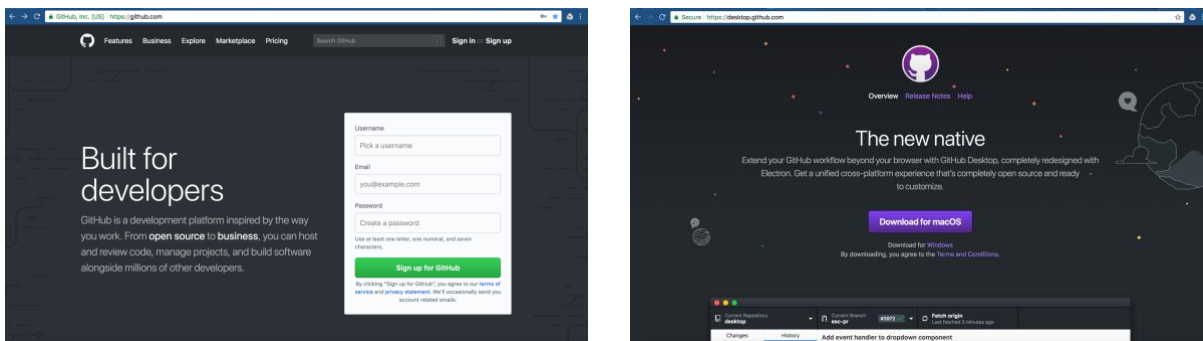 GitHub, Inc. [US] https://github.com
Features Business Explore Marketplace Pricing Search GitHub Sign in or Sign up
Built for
developers
GitHub is a development platform inspired by the way
you work. From open source to business, you can host
and review code, manage projects, and build software
alongside millions of other developers.
Username
Pick a username
Email
you@example.com
Password
Create a password
Use at least one letter, one numeral, and seven
characters.
Sign up for GitHub
By clicking "Sign up for GitHub", you agree to our terms of
service and privacy statement. We'll occasionally send you
account related emails.
Secure https://desktop.github.com
Overview Release Notes Help
The new native
Extend your GitHub workflow beyond your browser with GitHub Desktop, completely redesigned with
Electron. Get a unified cross-platform experience that's completely open source and ready
to customize.
Download for macOS
Download for Windows
By downloading, you agree to the Terms and Conditions.
Current Repository
desktop
Current Branch
esc-pr
#3972
Fetch origin
Last fetched 3 minutes ago
Changes History Add event handler to dropdown component